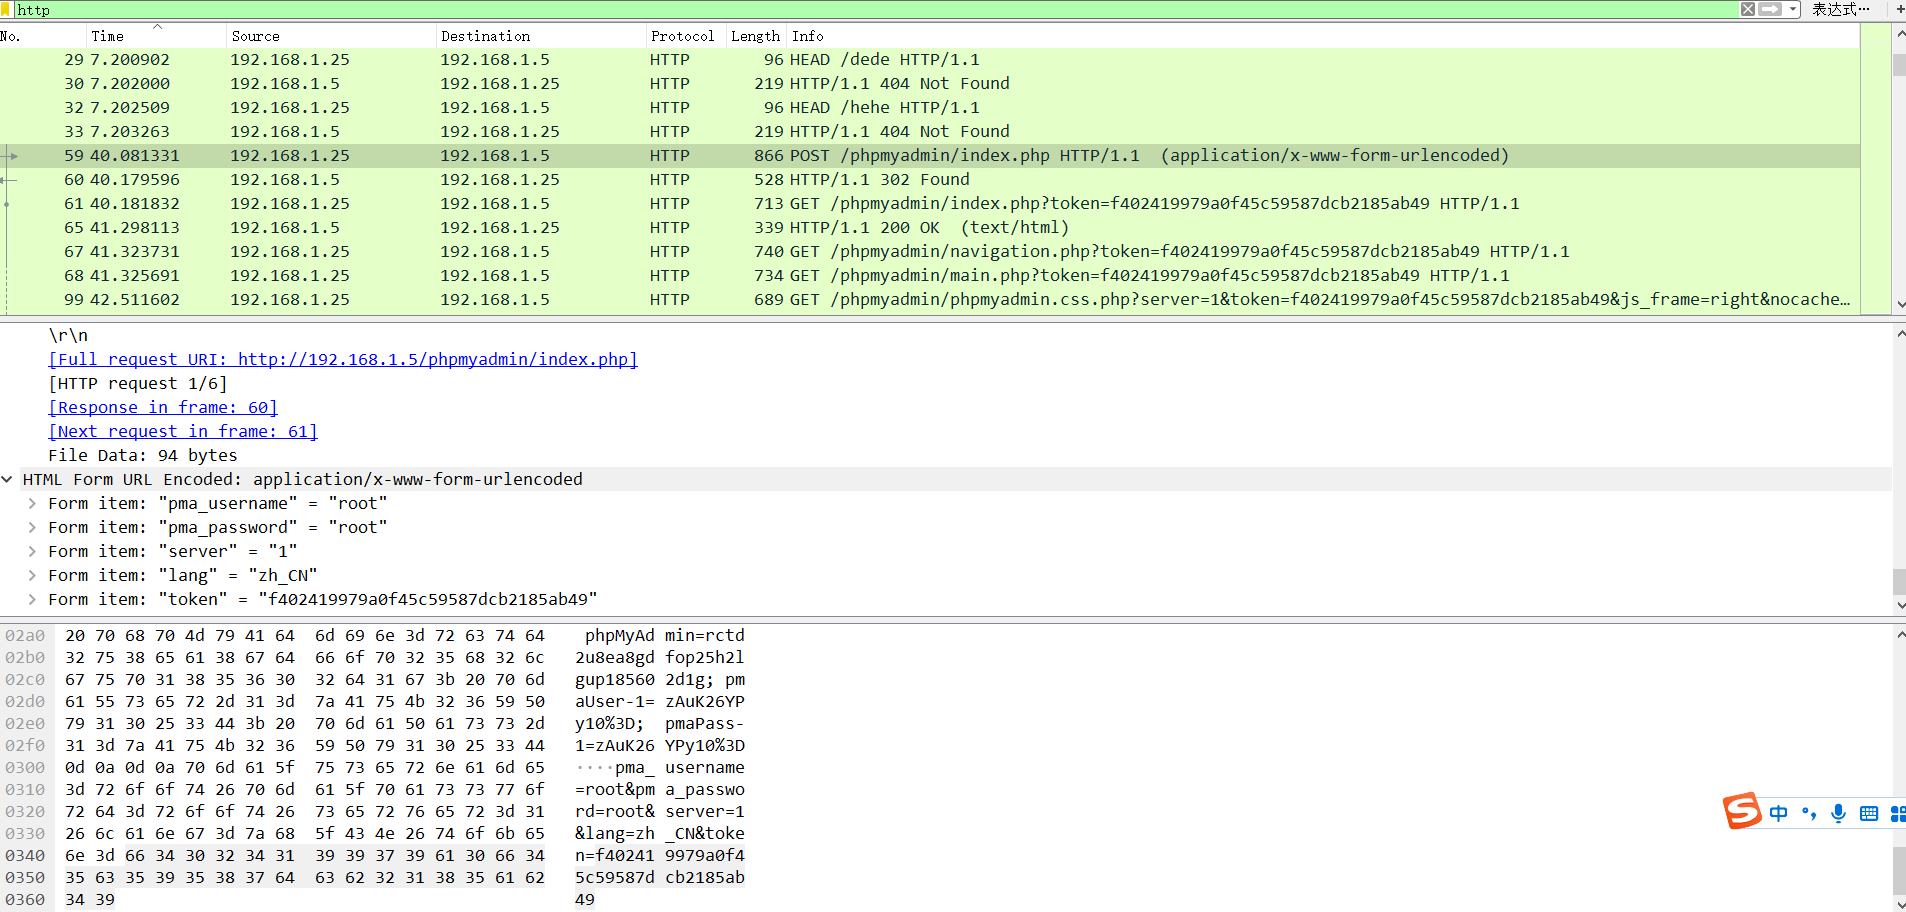 http 表达式… +
No. Time Source Destination Protocol Length Info
29 7.200902 192.168.1.25 192.168.1.5 HTTP 96 HEAD /dede HTTP/1.1
30 7.202000 192.168.1.5 192.168.1.25 HTTP 219 HTTP/1.1 404 Not Found
32 7.202509 192.168.1.25 192.168.1.5 HTTP 96 HEAD /hehe HTTP/1.1
33 7.203263 192.168.1.5 192.168.1.25 HTTP 219 HTTP/1.1 404 Not Found
59 40.081331 192.168.1.25 192.168.1.5 HTTP 866 POST /phpmyadmin/index.php HTTP/1.1  (application/x-www-form-urlencoded)
60 40.179596 192.168.1.5 192.168.1.25 HTTP 528 HTTP/1.1 302 Found
61 40.181832 192.168.1.25 192.168.1.5 HTTP 713 GET /phpmyadmin/index.php?token=f402419979a0f45c59587dcb2185ab49 HTTP/1.1
65 41.298113 192.168.1.5 192.168.1.25 HTTP 339 HTTP/1.1 200 OK  (text/html)
67 41.323731 192.168.1.25 192.168.1.5 HTTP 740 GET /phpmyadmin/navigation.php?token=f402419979a0f45c59587dcb2185ab49 HTTP/1.1
68 41.325691 192.168.1.25 192.168.1.5 HTTP 734 GET /phpmyadmin/main.php?token=f402419979a0f45c59587dcb2185ab49 HTTP/1.1
99 42.511602 192.168.1.25 192.168.1.5 HTTP 689 GET /phpmyadmin/phpmyadmin.css.php?server=1&token=f402419979a0f45c59587dcb2185ab49&js_frame=right&nocache…
\r\n
[Full request URI: http://192.168.1.5/phpmyadmin/index.php]
[HTTP request 1/6]
[Response in frame: 60]
[Next request in frame: 61]
File Data: 94 bytes
HTML Form URL Encoded: application/x-www-form-urlencoded
Form item: "pma_username" = "root"
Form item: "pma_password" = "root"
Form item: "server" = "1"
Form item: "lang" = "zh_CN"
Form item: "token" = "f402419979a0f45c59587dcb2185ab49"
02a0 20 70 68 70 4d 79 41 64 6d 69 6e 3d 72 63 74 64 phpMyAd min=rctd
02b0 32 75 38 65 61 38 67 64 66 6f 70 32 35 68 32 6c 2u8ea8gd fop25h2l
02c0 67 75 70 31 38 35 36 30 32 64 31 67 3b 20 70 6d gup18560 2d1g; pm
02d0 61 55 73 65 72 2d 31 3d 7a 41 75 4b 32 36 59 50 aUser-1= zAuK26YP
02e0 79 31 30 25 33 44 3b 20 70 6d 61 50 61 73 73 2d y10%3D; pmaPass-
02f0 31 3d 7a 41 75 4b 32 36 59 50 79 31 30 25 33 44 1=zAuK26 YPy10%3D
0300 0d 0a 0d 0a 70 6d 61 5f 75 73 65 72 6e 61 6d 65 ····pma_ username
0310 3d 72 6f 6f 74 26 70 6d 61 5f 70 61 73 73 77 6f =root&pm a_passwo
0320 72 64 3d 72 6f 6f 74 26 73 65 72 76 65 72 3d 31 rd=root& server=1
0330 26 6c 61 6e 67 3d 7a 68 5f 43 4e 26 74 6f 6b 65 &lang=zh _CN&toke
0340 6e 3d 66 34 30 32 34 31 39 39 37 39 61 30 66 34 n=f40241 9979a0f4
0350 35 63 35 39 35 38 37 64 63 62 32 31 38 35 61 62 5c59587d cb2185ab
0360 34 39 49
S 中